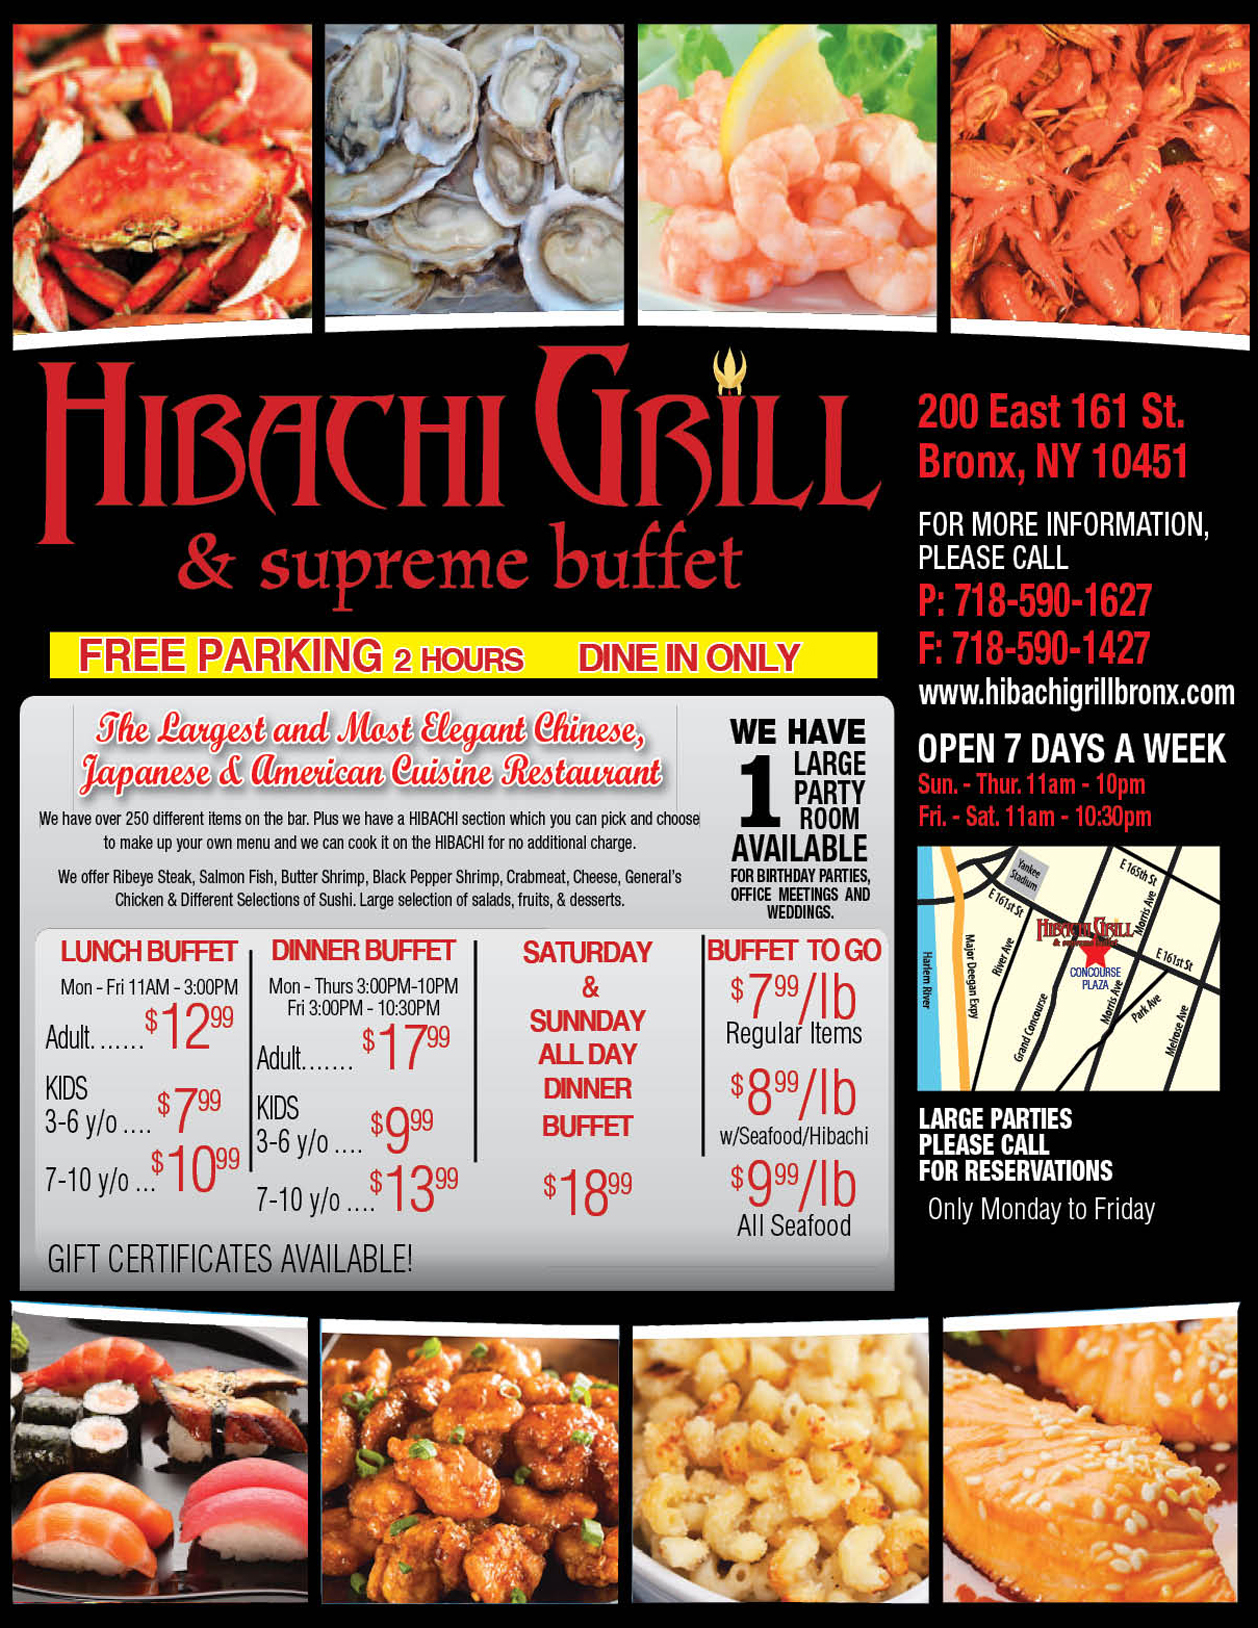 HIBACHI GRILL
& supreme buffet
200 East 161 St.
Bronx, NY 10451
FOR MORE INFORMATION,
PLEASE CALL
P: 718-590-1627
F: 718-590-1427
www.hibachigrillbronx.com
FREE PARKING 2 HOURS DINE IN ONLY
OPEN 7 DAYS A WEEK
Sun. - Thur. 11am - 10pm
Fri. - Sat. 11am - 10:30pm
The Largest and Most Elegant Chinese,
Japanese & American Cuisine Restaurant
We have over 250 different items on the bar. Plus we have a HIBACHI section which you can pick and choose
to make up your own menu and we can cook it on the HIBACHI for no additional charge.
We offer Ribeye Steak, Salmon Fish, Butter Shrimp, Black Pepper Shrimp, Crabmeat, Cheese, General's
Chicken & Different Selections of Sushi. Large selection of salads, fruits, & desserts.
WE HAVE
1 LARGE
PARTY
ROOM
AVAILABLE
FOR BIRTHDAY PARTIES,
OFFICE MEETINGS AND
WEDDINGS.
LUNCH BUFFET
Mon - Fri 11AM - 3:00PM
Adult....... $12.99
KIDS
3-6 y/o .... $7.99
7-10 y/o ... $10.99
DINNER BUFFET
Mon - Thurs 3:00PM-10PM
Fri 3:00PM - 10:30PM
Adult....... $17.99
KIDS
3-6 y/o .... $9.99
7-10 y/o .... $13.99
SATURDAY
&
SUNNDAY
ALL DAY
DINNER
BUFFET
$18.99
BUFFET TO GO
$7.99/lb
Regular Items
$8.99/lb
w/Seafood/Hibachi
$9.99/lb
All Seafood
GIFT CERTIFICATES AVAILABLE!
Yankee
Stadium
E 161st St
E 165th St
Morris Ave
Harlem River
Major Deegan Expy
River Ave
HIBACHI GRILL
& supreme buffet
CONCOURSE
PLAZA
E 161st St
Grand Concourse
Morris Ave
Park Ave
Melrose Ave
LARGE PARTIES
PLEASE CALL
FOR RESERVATIONS
Only Monday to Friday